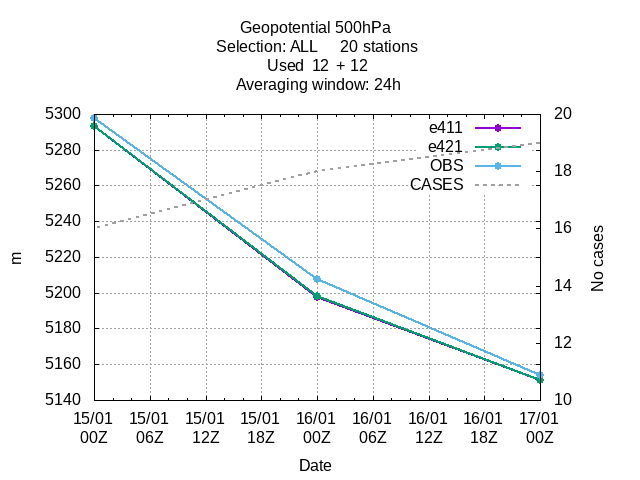 Geopotential 500hPa
Selection: ALL 20 stations
Used 12 + 12
Averaging window: 24h
5300
5280
5260
5240
5220
5200
5180
5160
5140
m
20
18
16
14
12
10
No cases
e411
e421
OBS
CASES
15/01 15/01 15/01 15/01 16/01 16/01 16/01 16/01 17/01
00Z 06Z 12Z 18Z 00Z 06Z 12Z 18Z 00Z
Date